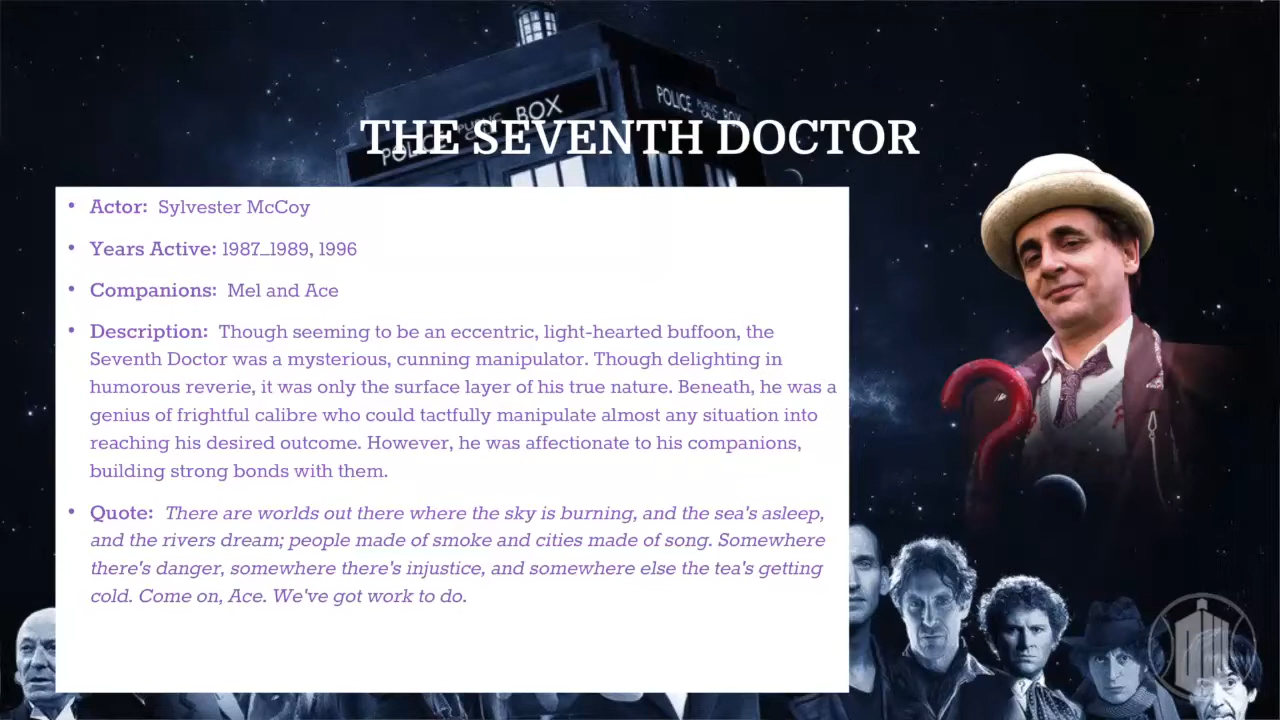 POLICE PUBLIC BOX
POLICE PUBLIC BOX
THE SEVENTH DOCTOR
• Actor: Sylvester McCoy
• Years Active: 1987_1989, 1996
• Companions: Mel and Ace
• Description: Though seeming to be an eccentric, light-hearted buffoon, the
Seventh Doctor was a mysterious, cunning manipulator. Though delighting in
humorous reverie, it was only the surface layer of his true nature. Beneath, he was a
genius of frightful calibre who could tactfully manipulate almost any situation into
reaching his desired outcome. However, he was affectionate to his companions,
building strong bonds with them.
• Quote: There are worlds out there where the sky is burning, and the sea's asleep,
and the rivers dream; people made of smoke and cities made of song. Somewhere
there's danger, somewhere there's injustice, and somewhere else the tea's getting
cold. Come on, Ace. We've got work to do.